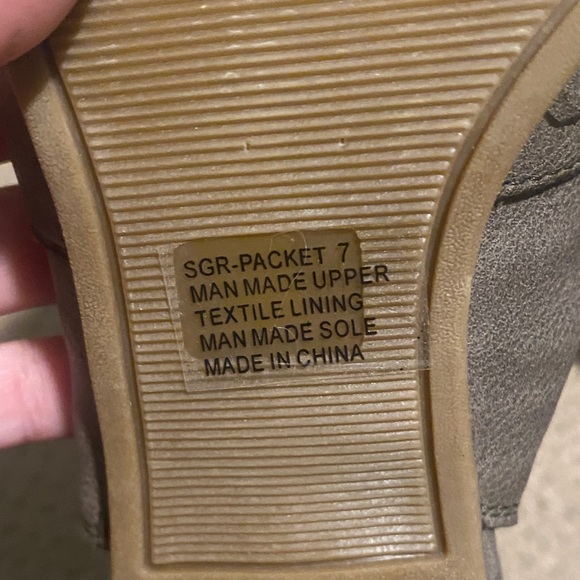 SGR-PACKET 7
MAN MADE UPPER
TEXTILE LINING
MAN MADE SOLE
MADE IN CHINA